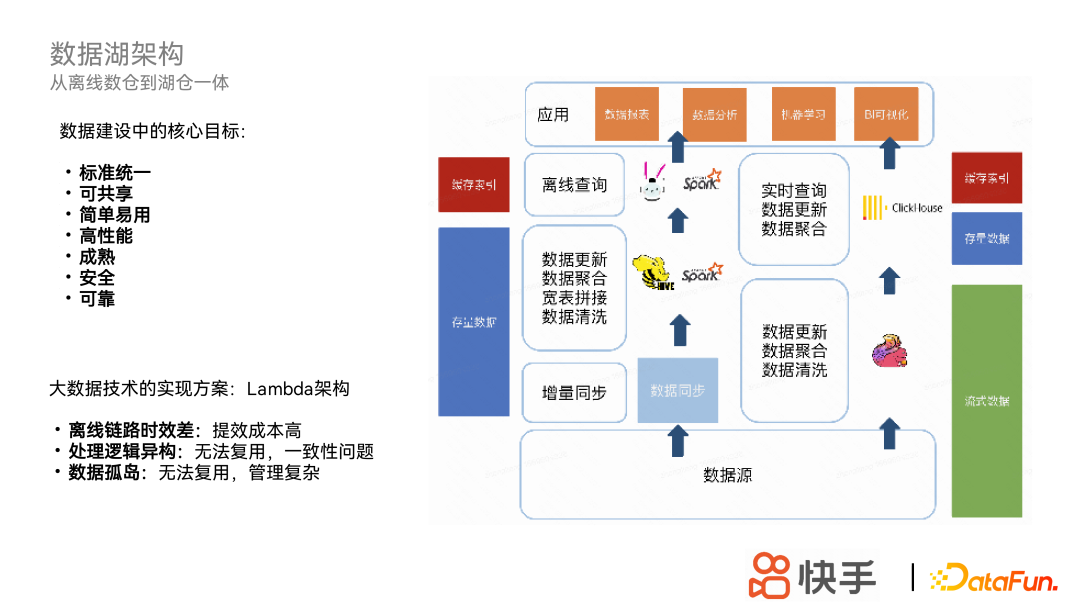 数据湖架构
从离线数仓到湖仓一体
数据建设中的核心目标：
• 标准统一
• 可共享
• 简单易用
• 高性能
• 成熟
• 安全
• 可靠
大数据技术的实现方案：Lambda架构
• 离线链路时效差：提效成本高
• 处理逻辑异构：无法复用，一致性问题
• 数据孤岛：无法复用，管理复杂
应用
数据报表
数据分析
机器学习
BI可视化
缓存索引
离线查询
Spark
实时查询
数据更新
数据聚合
ClickHouse
缓存索引
存量数据
存量数据
数据更新
数据聚合
宽表拼接
数据清洗
HIVE
Spark
数据更新
数据聚合
数据清洗
流式数据
增量同步
数据同步
数据源
快手
DataFun.